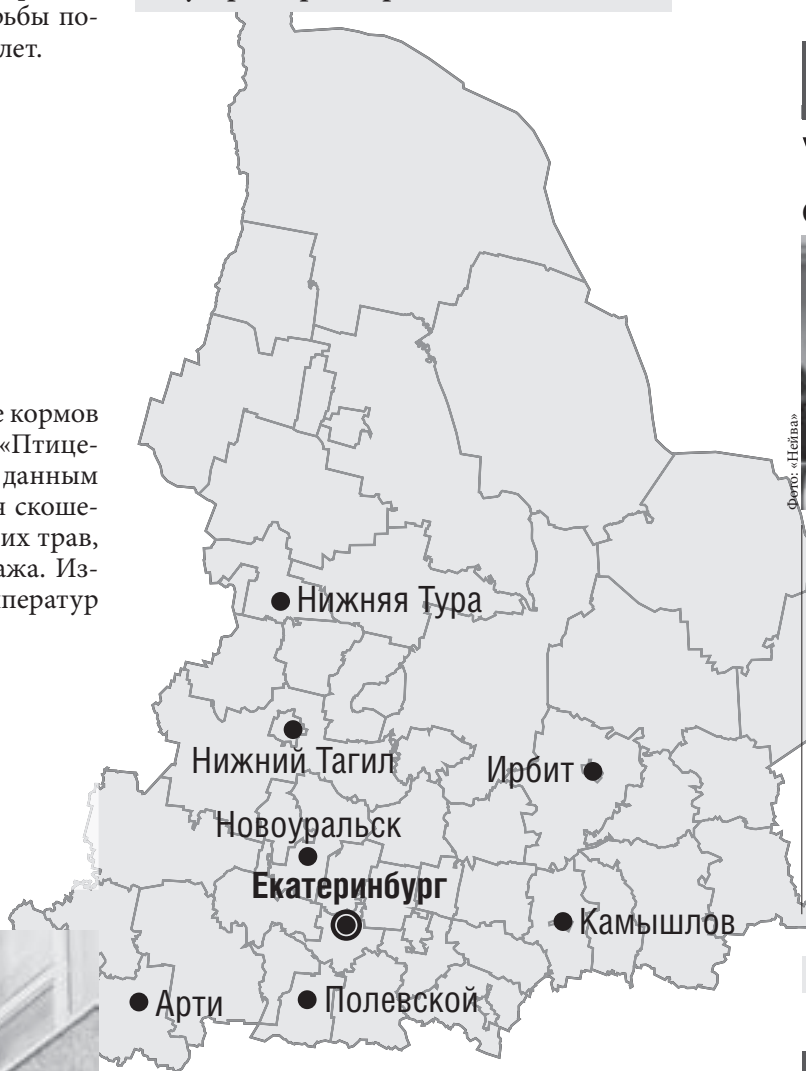 рьбы по-
лет.
е кормов
«Птице-
данным
я скоше-
их трав,
ажа. Из-
ператур
Фото: «Нейва»
Нижняя Тура
Нижний Тагил
Ирбит
Новоуральск
Екатеринбург
Камышлов
Арти
Полевской